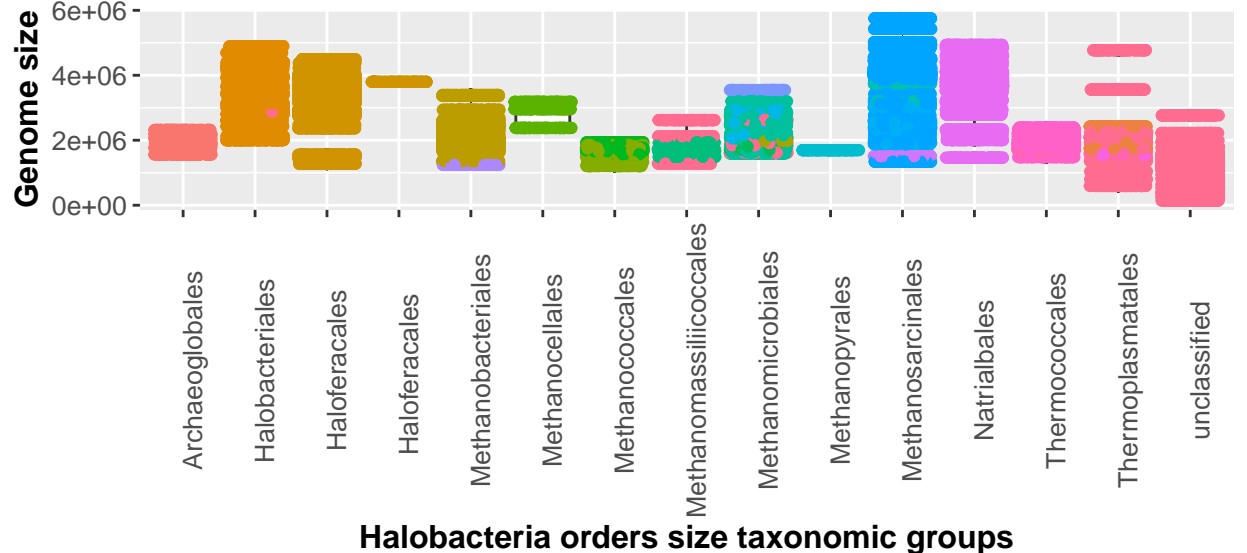 Genome size
6e+06
4e+06
2e+06
0e+00
Archaeoglobales
Halobacteriales
Haloferacales
Haloferacales
Methanobacteriales
Methanocellales
Methanococcales
Methanomassiliicoccales
Methanomicrobiales
Methanopyrales
Methanosarcinales
Natrialbales
Thermococcales
Thermoplasmatales
unclassified
Halobacteria orders size taxonomic groups